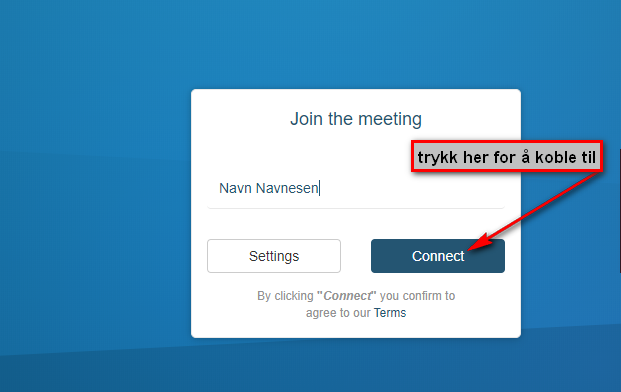 Join the meeting
trykk her for å koble til
Navn Navnesen
Settings
Connect
By clicking "Connect" you confirm to
agree to our Terms